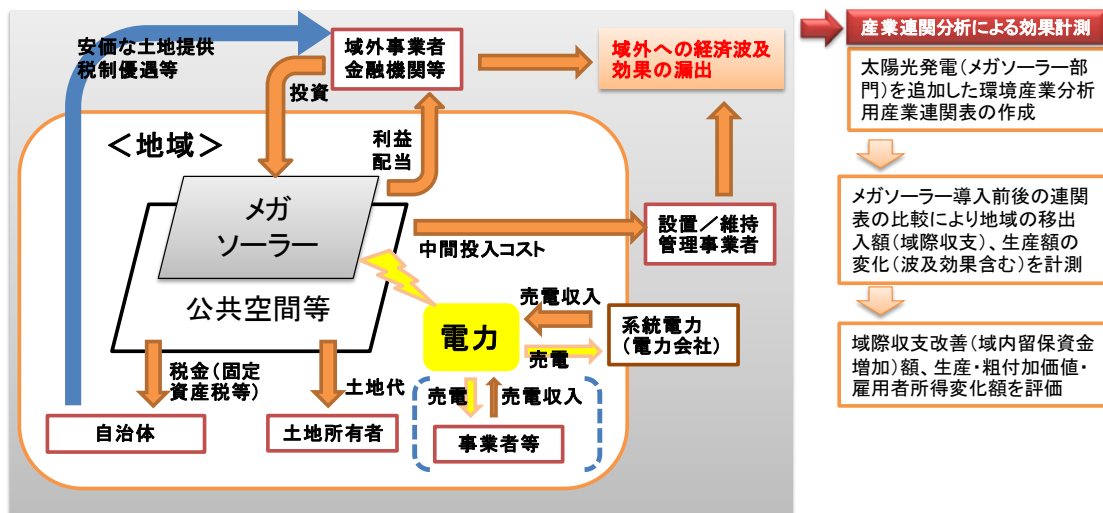 安価な土地提供
税制優遇等
域外事業者
金融機関等
域外への経済波及
効果の漏出
投資
＜地域＞
利益
配当
メガ
ソーラー
公共空間等
中間投入コスト
設置／維持
管理事業者
売電収入
電力
系統電力
（電力会社）
売電
税金（固定
資産税等）
土地代
売電
売電収入
自治体
土地所有者
事業者等
産業連関分析による効果計測
太陽光発電（メガソーラー部
門）を追加した環境産業分析
用産業連関表の作成
メガソーラー導入前後の連関
表の比較により地域の移出
入額（域際収支）、生産額の
変化（波及効果含む）を計測
域際収支改善（域内留保資金
増加）額、生産・粗付加価値・
雇用者所得変化額を評価